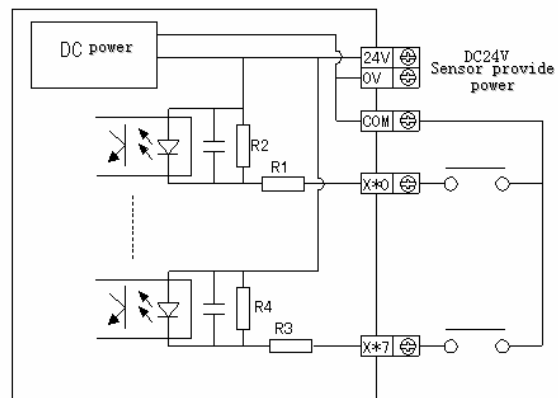 DC power
24V
0V
DC24V
Sensor provide
power
COM
R2
R1
X*0
R4
R3
X*7